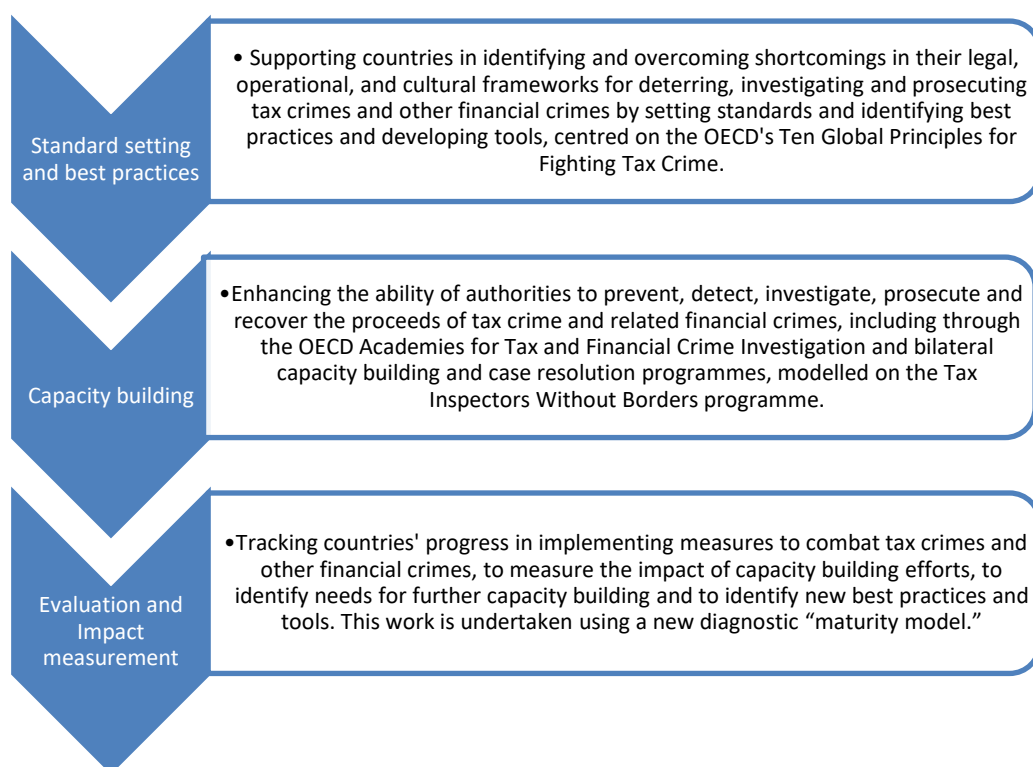 Standard setting
and best practices
• Supporting countries in identifying and overcoming shortcomings in their legal,
operational, and cultural frameworks for deterring, investigating and prosecuting
tax crimes and other financial crimes by setting standards and identifying best
practices and developing tools, centred on the OECD's Ten Global Principles for
Fighting Tax Crime.
Capacity building
•Enhancing the ability of authorities to prevent, detect, investigate, prosecute and
recover the proceeds of tax crime and related financial crimes, including through
the OECD Academies for Tax and Financial Crime Investigation and bilateral
capacity building and case resolution programmes, modelled on the Tax
Inspectors Without Borders programme.
Evaluation and
Impact
measurement
•Tracking countries' progress in implementing measures to combat tax crimes and
other financial crimes, to measure the impact of capacity building efforts, to
identify needs for further capacity building and to identify new best practices and
tools. This work is undertaken using a new diagnostic “maturity model.”